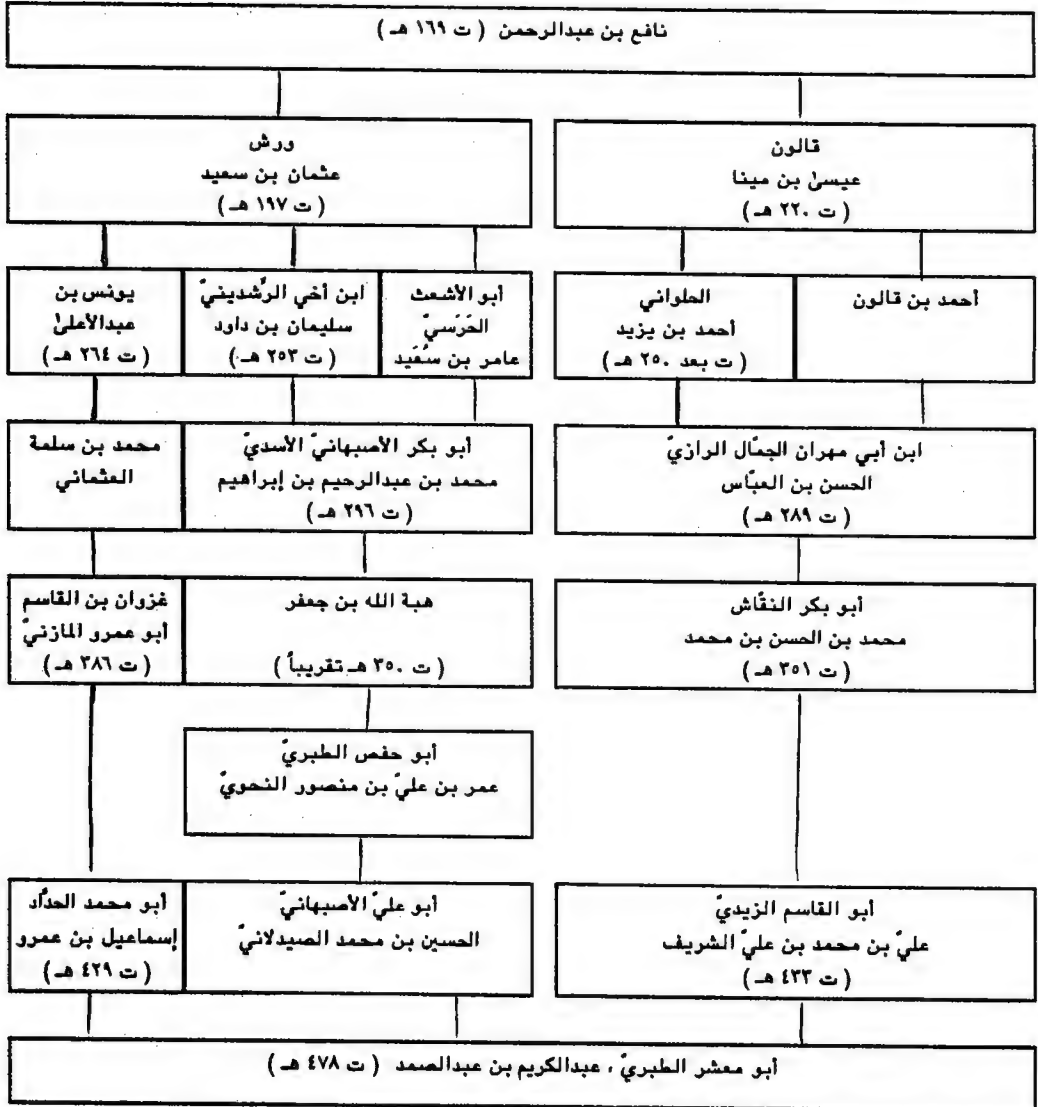 نافع بن عبدالرحمن ( ت ١٦٩ هـ )
قالون
عيسىٰ بن مينا
( ت ٢٢٠ هـ )
ورش
عثمان بن سعيد
( ت ١٩٧ هـ )
أحمد بن قالون
الحلواني
أحمد بن يزيد
( ت بعد ٢٥٠ هـ )
أبو الأشعث
الحَرَسيّ
عامر بن سُعَيد
ابن أخي الرَّشدينيّ
سليمان بن داود
( ت ٢٥٣ هـ )
يونس بن
عبدالأعلىٰ
( ت ٢٦٤ هـ )
ابن أبي مهران الجمّال الرازيّ
الحسن بن العبّاس
( ت ٢٨٩ هـ )
أبو بكر الأصبهانيّ الأسديّ
محمد بن عبدالرحيم بن إبراهيم
( ت ٢٩٦ هـ )
محمد بن سلمة
العثماني
أبو بكر النقّاش
محمد بن الحسن بن محمد
( ت ٣٥١ هـ )
هبة الله بن جعفر
( ت ٣٥٠ هـ تقريباً )
غزوان بن القاسم
أبو عمرو المازنيّ
( ت ٣٨٦ هـ )
أبو حفص الطبريّ
عمر بن عليّ بن منصور النحويّ
أبو القاسم الزيديّ
عليّ بن محمد بن عليّ الشريف
( ت ٤٣٣ هـ )
أبو عليّ الأصبهانيّ
الحسين بن محمد الصيدلانيّ
أبو محمد الحدّاد
إسماعيل بن عمرو
( ت ٤٢٩ هـ )
أبو معشر الطبريّ ، عبدالكريم بن عبدالصمد ( ت ٤٧٨ هـ )